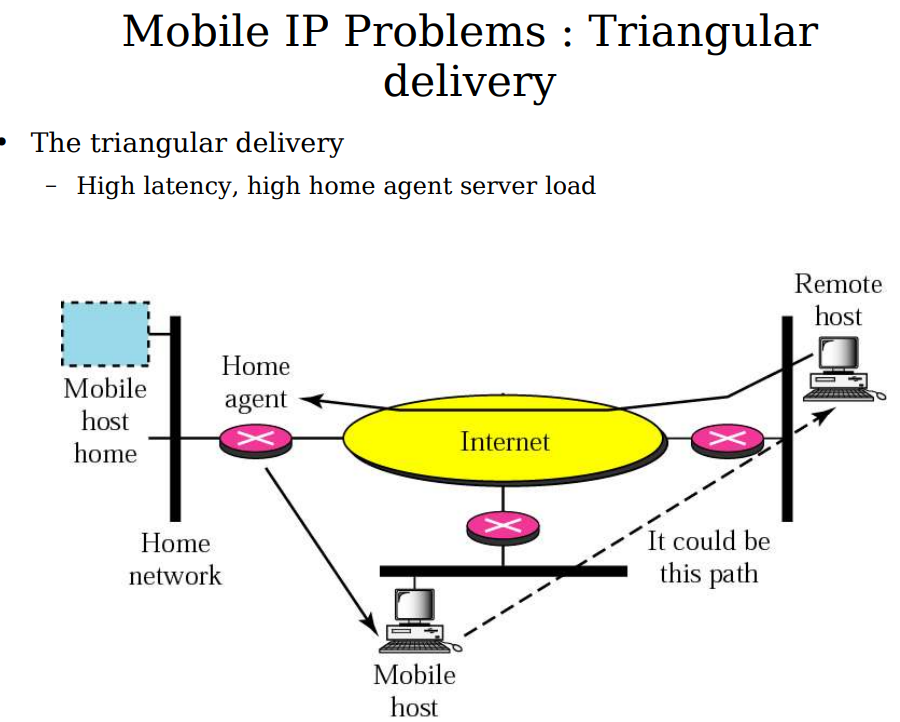 Mobile IP Problems : Triangular
delivery
• The triangular delivery
– High latency, high home agent server load
Remote
host
Home
agent
Mobile
host
home
Internet
Home
network
It could be
this path
Mobile
host